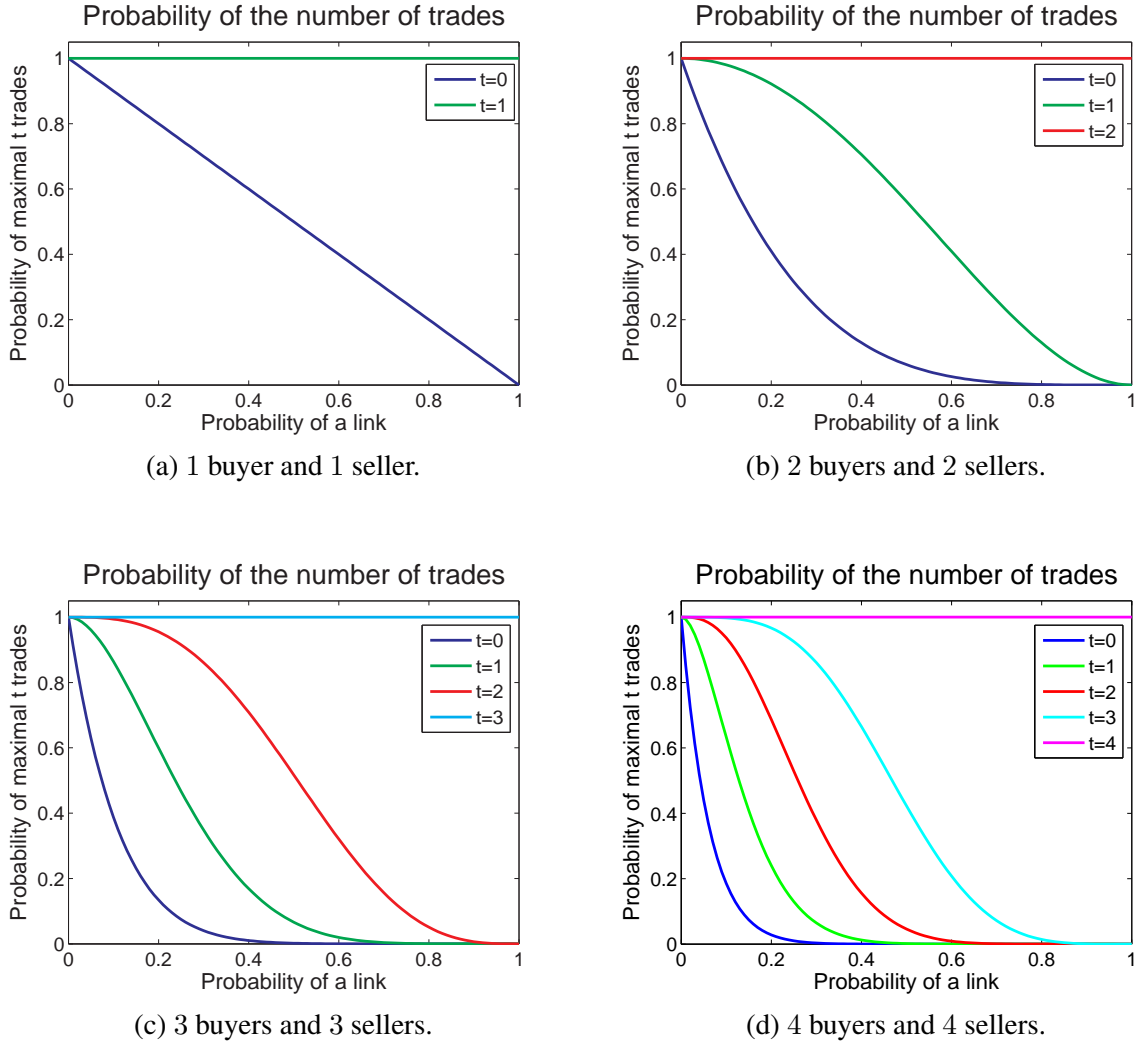 Probability of the number of trades
Probability of maximal t trades
1
0.8
0.6
0.4
0.2
0
0 0.2 0.4 0.6 0.8 1
Probability of a link
t=0
t=1
(a) 1 buyer and 1 seller.
Probability of the number of trades
Probability of maximal t trades
1
0.8
0.6
0.4
0.2
0
0 0.2 0.4 0.6 0.8 1
Probability of a link
t=0
t=1
t=2
(b) 2 buyers and 2 sellers.
Probability of the number of trades
Probability of maximal t trades
1
0.8
0.6
0.4
0.2
0
0 0.2 0.4 0.6 0.8 1
Probability of a link
t=0
t=1
t=2
t=3
(c) 3 buyers and 3 sellers.
Probability of the number of trades
Probability of maximal t trades
1
0.8
0.6
0.4
0.2
0
0 0.2 0.4 0.6 0.8 1
Probability of a link
t=0
t=1
t=2
t=3
t=4
(d) 4 buyers and 4 sellers.